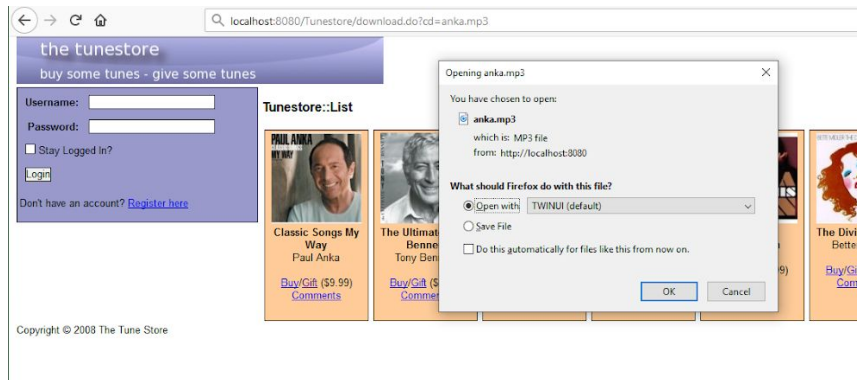 localhost:8080/Tunestore/download.do?cd=anka.mp3
the tunestore
buy some tunes - give some tunes
Username:
Password:
Stay Logged In?
Login
Don't have an account? Register here
Tunestore::List
PAUL ANKA
MY WAY
Classic Songs My
Way
Paul Anka
Buy/Gift ($9.99)
Comments
The Ultimat
Benne
Tony Ben
Buy/Gift ($
Commen
Opening anka.mp3
You have chosen to open:
anka.mp3
which is: MP3 file
from: http://localhost:8080
What should Firefox do with this file?
Open with TWINUI (default)
Save File
Do this automatically for files like this from now on.
OK Cancel
9)
The Divi
Bette
Buy/Gi
Com
Copyright © 2008 The Tune Store